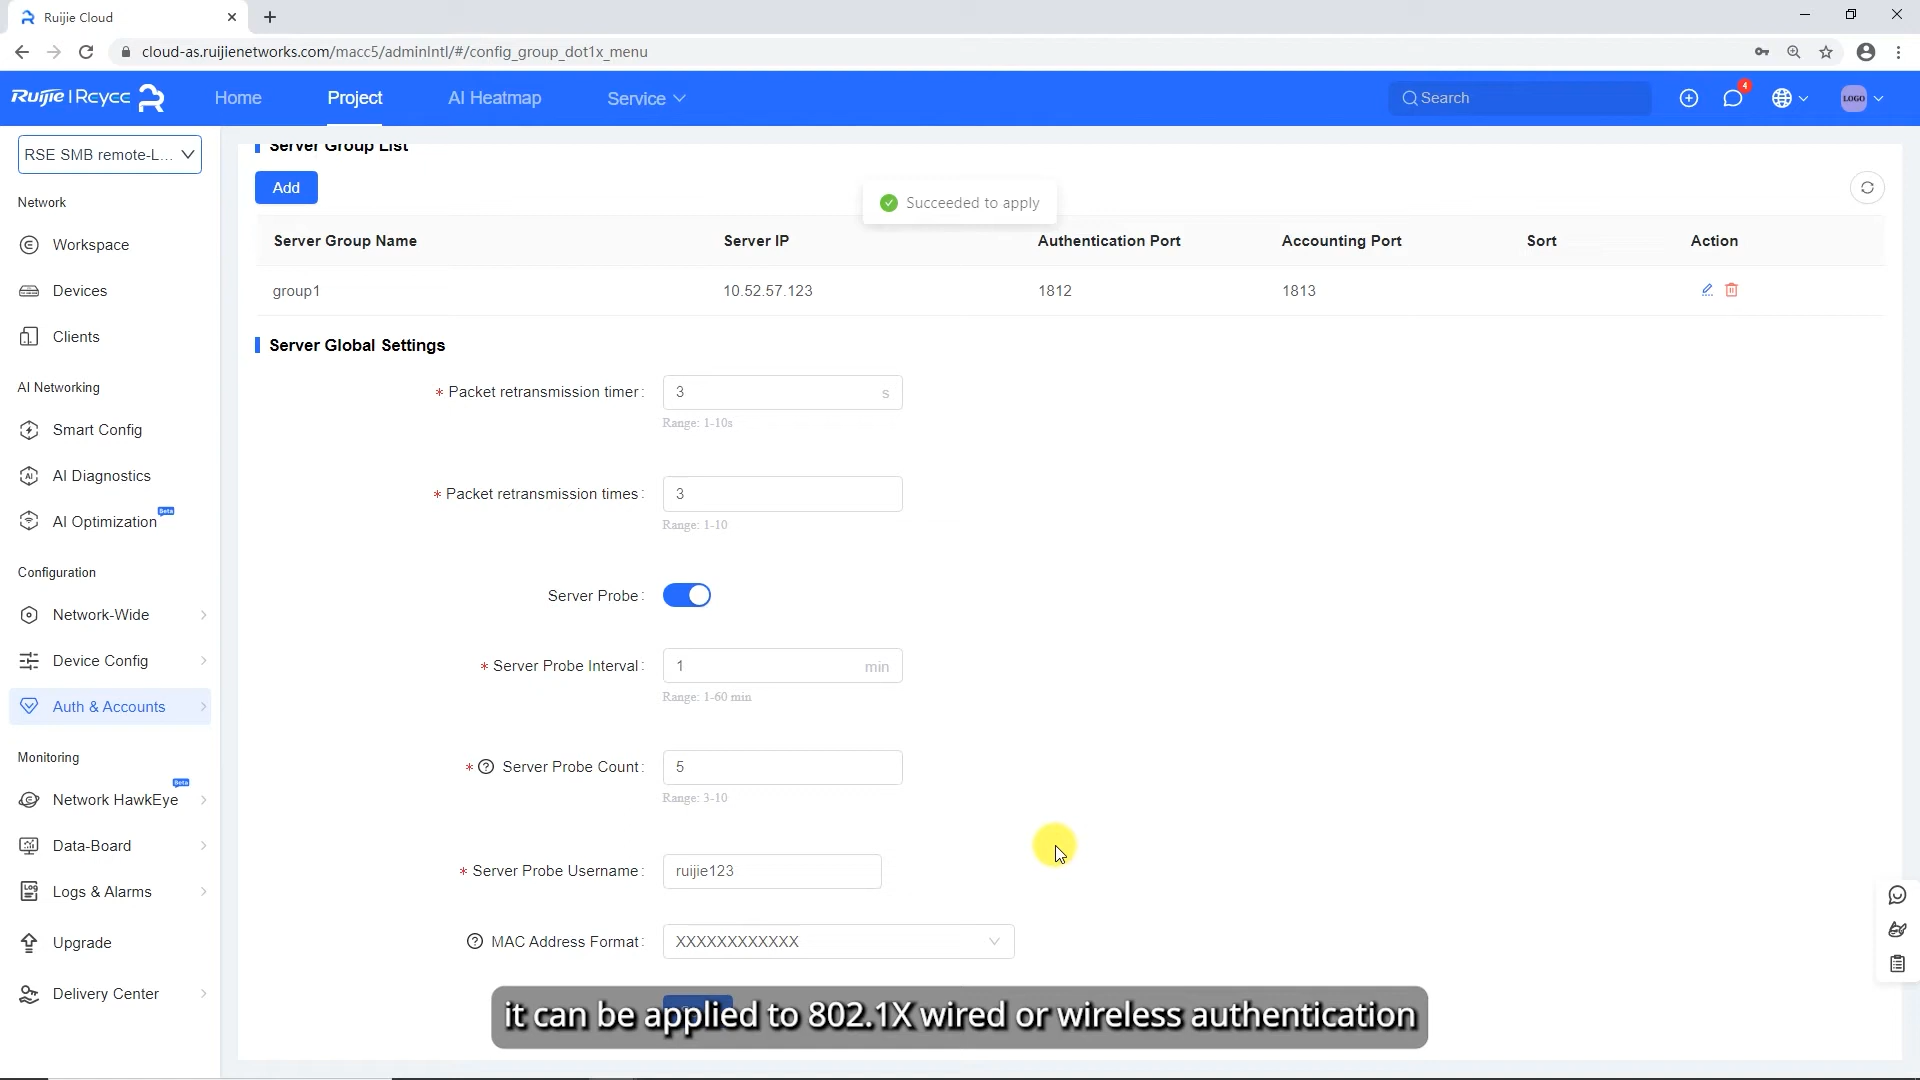 Ruijie Cloud
cloud-as.ruijienetworks.com/macc5/adminIntl/#/config_group_dot1x_menu
Ruijie | Rcycc
Home
Project
AI Heatmap
Service
Search
4
LOGO
RSE SMB remote-L...
Network
Workspace
Devices
Clients
AI Networking
Smart Config
AI Diagnostics
AI Optimization
Beta
Configuration
Network-Wide
Device Config
Auth & Accounts
Monitoring
Network HawkEye
Beta
Data-Board
Logs & Alarms
Upgrade
Delivery Center
Server Group List
Add
Succeeded to apply
Server Group Name Server IP Authentication Port Accounting Port Sort Action
group1 10.52.57.123 1812 1813
Server Global Settings
* Packet retransmission timer: 3 s
Range: 1-10s
* Packet retransmission times: 3
Range: 1-10
Server Probe:
* Server Probe Interval: 1 min
Range: 1-60 min
* Server Probe Count: 5
Range: 3-10
* Server Probe Username: ruijie123
MAC Address Format: XXXXXXXXXXXX
it can be applied to 802.1X wired or wireless authentication